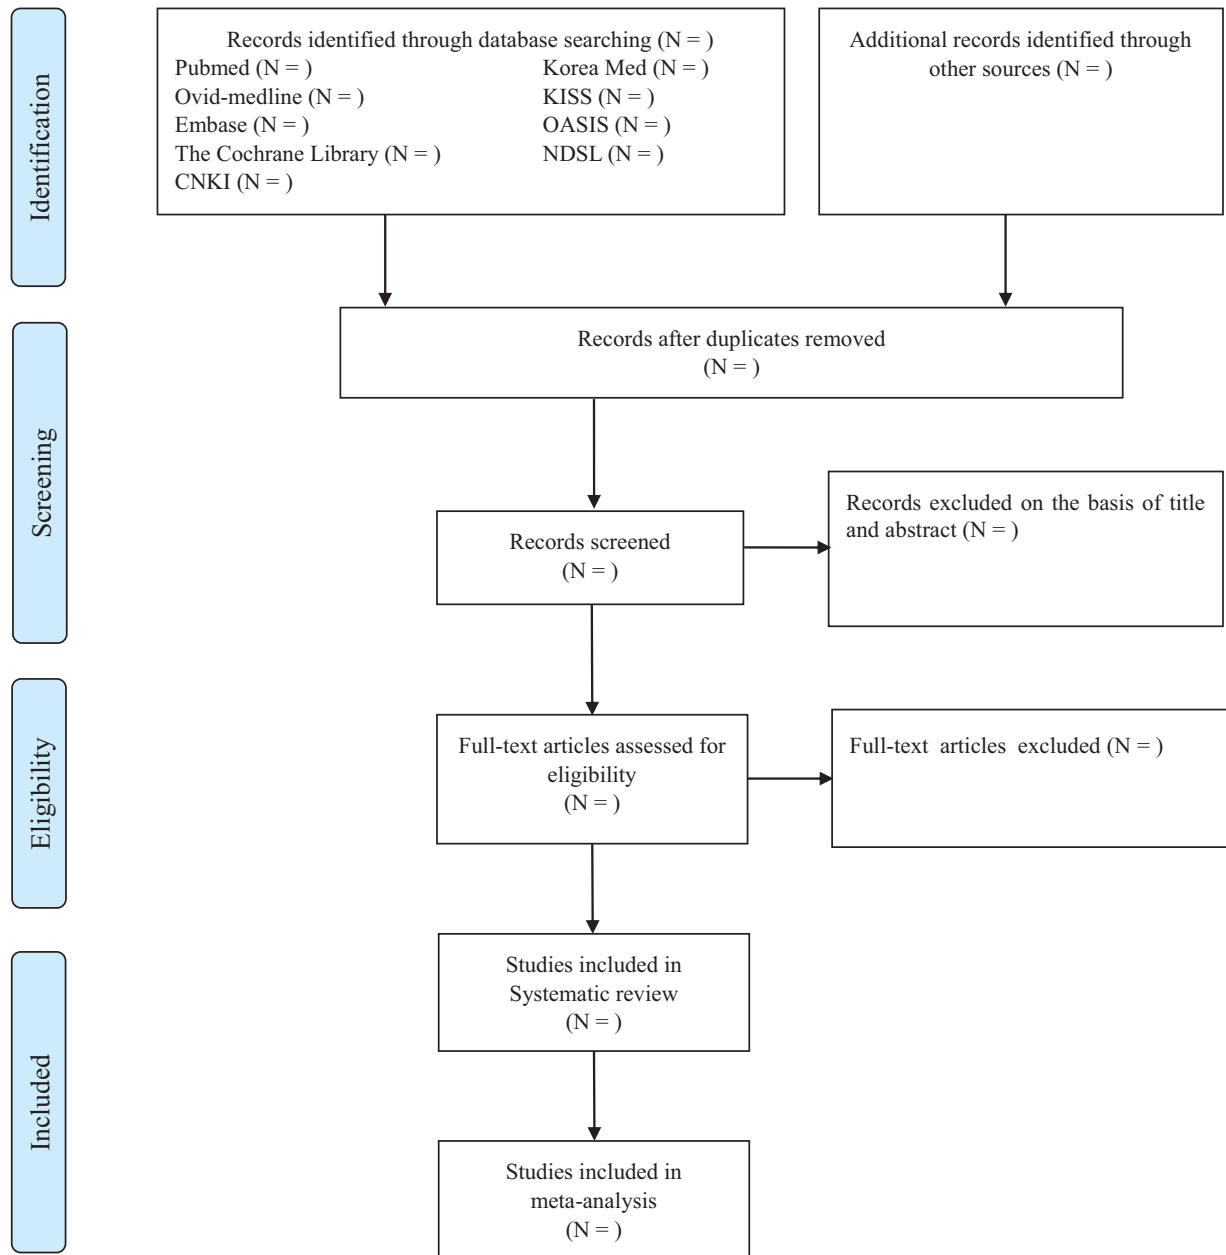 Identification
Records identified through database searching (N = )
Pubmed (N = )
Ovid-medline (N = )
Embase (N = )
The Cochrane Library (N = )
CNKI (N = )
Korea Med (N = )
KISS (N = )
OASIS (N = )
NDSL (N = )
Additional records identified through
other sources (N = )
Screening
Records after duplicates removed
(N = )
Records screened
(N = )
Records excluded on the basis of title
and abstract (N = )
Eligibility
Full-text articles assessed for
eligibility
(N = )
Full-text articles excluded (N = )
Included
Studies included in
Systematic review
(N = )
Studies included in
meta-analysis
(N = )